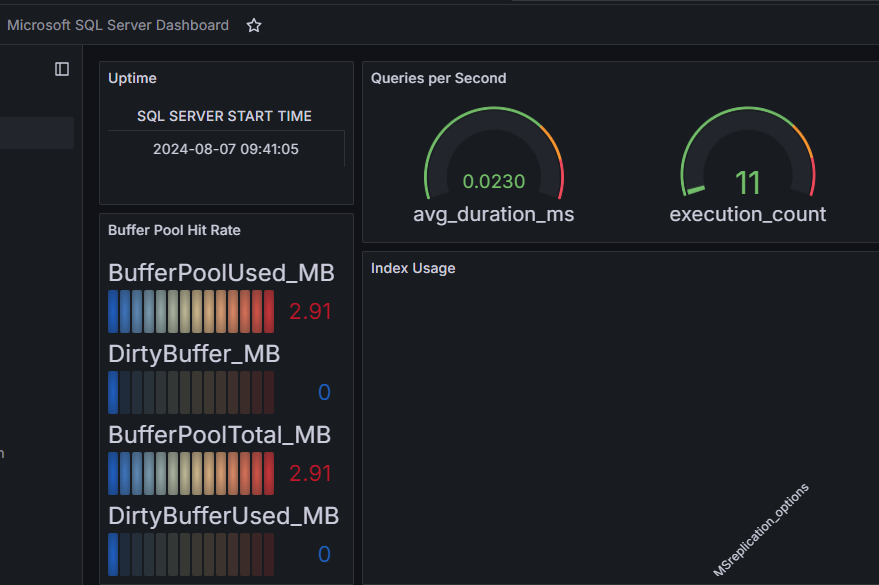 Microsoft SQL Server Dashboard
Uptime
SQL SERVER START TIME
2024-08-07 09:41:05
Queries per Second
0.0230
avg_duration_ms
11
execution_count
Buffer Pool Hit Rate
BufferPoolUsed_MB
2.91
DirtyBuffer_MB
0
BufferPoolTotal_MB
2.91
DirtyBufferUsed_MB
0
Index Usage
MSreplication_options